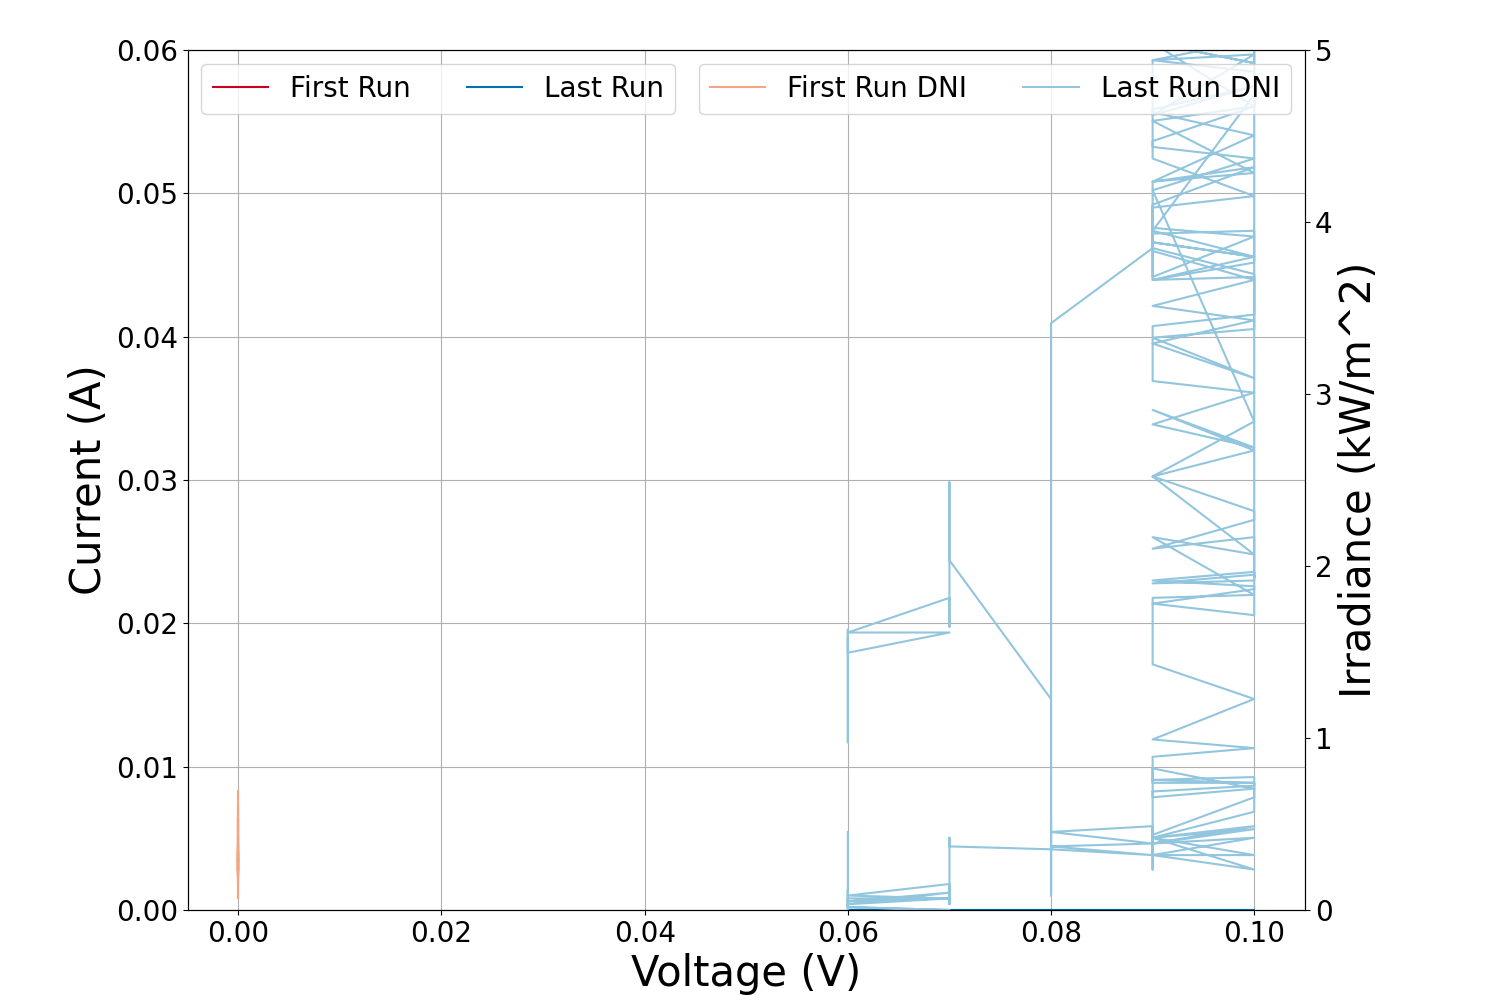 First Run
Last Run
First Run DNI
Last Run DNI
Current (A)
0.06
0.05
0.04
0.03
0.02
0.01
0.00
0.00
0.02
0.04
0.06
0.08
0.10
Voltage (V)
5
4
3
2
1
0
Irradiance (kW/m^2)